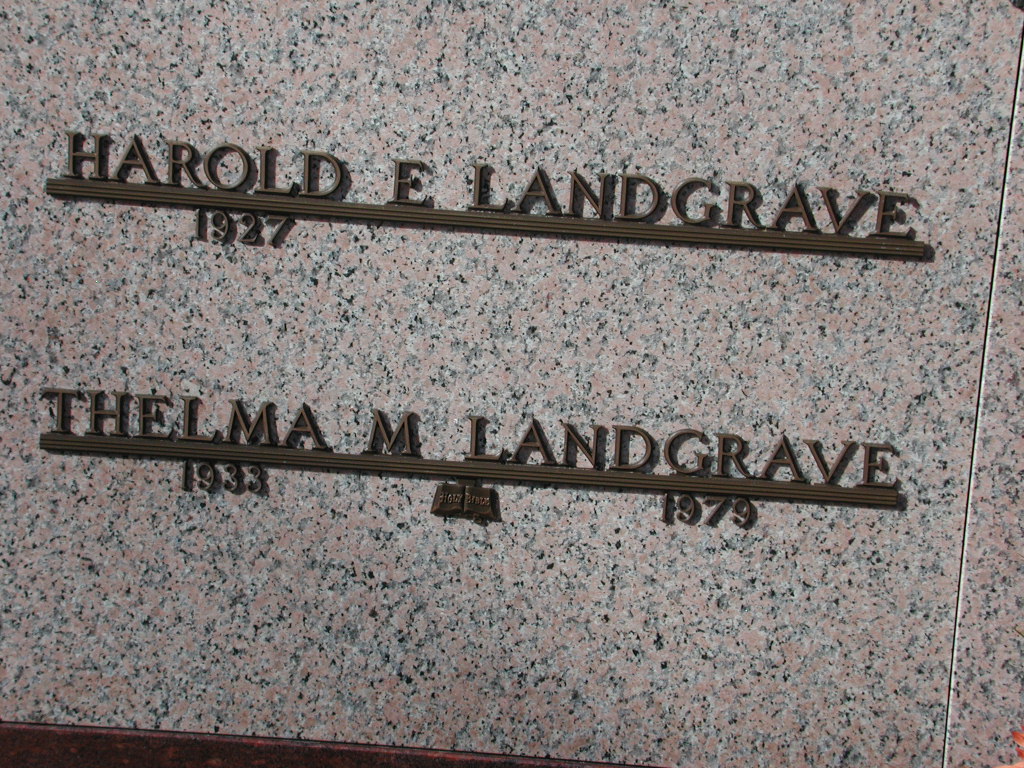 HAROLD E LANDGRAVE
1927
THELMA M LANDGRAVE
1933 HOLY BIBLE 1979